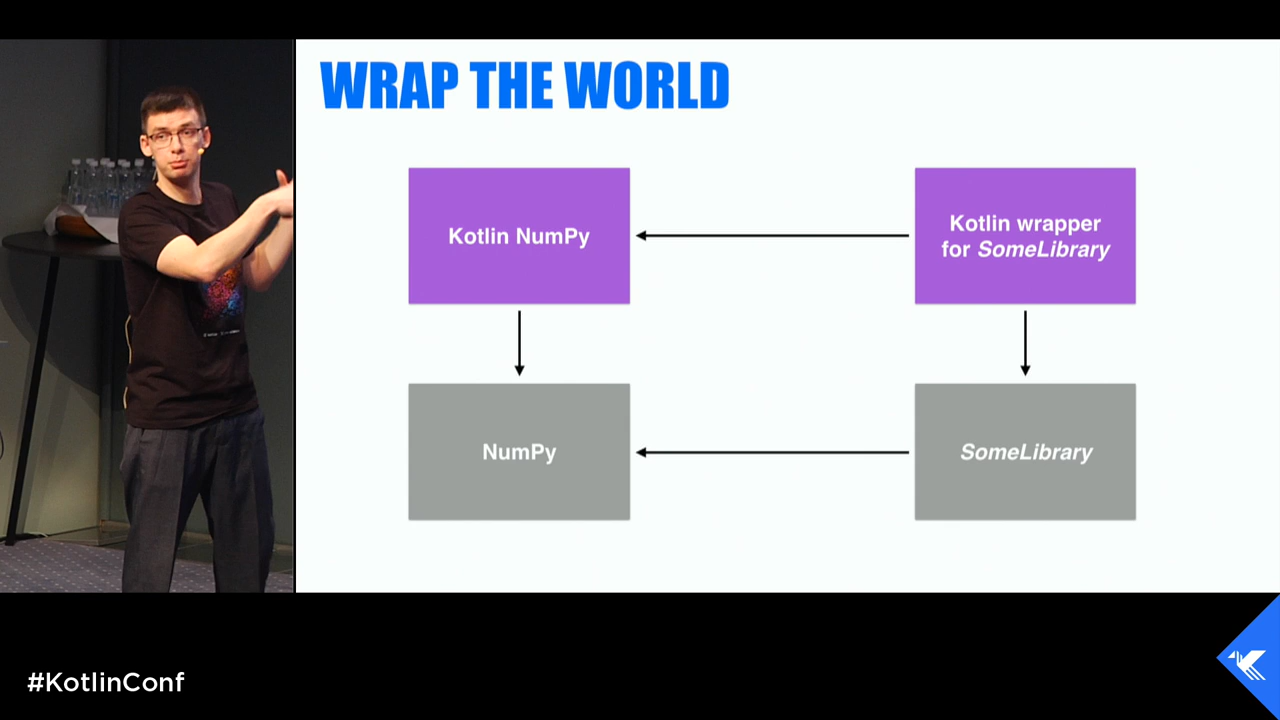 WRAP THE WORLD
Kotlin NumPy
Kotlin wrapper
for SomeLibrary
NumPy
SomeLibrary
#KotlinConf